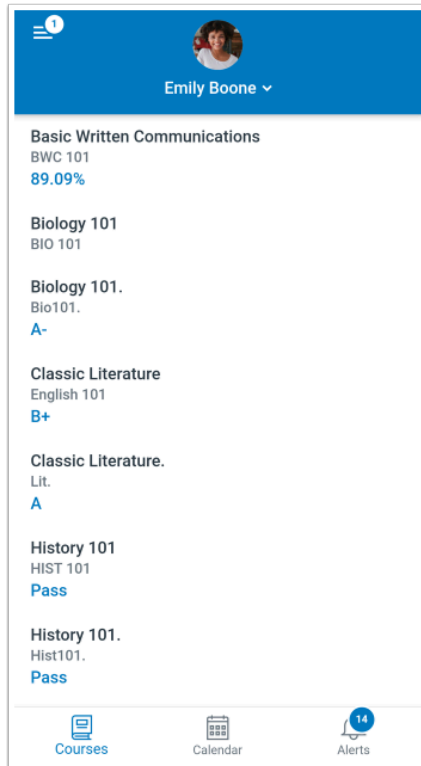 1
Emily Boone
Basic Written Communications
BWC 101
89.09%
Biology 101
BIO 101
Biology 101.
Bio101.
A-
Classic Literature
English 101
B+
Classic Literature.
Lit.
A
History 101
HIST 101
Pass
History 101.
Hist101.
Pass
14
Courses
Calendar
Alerts